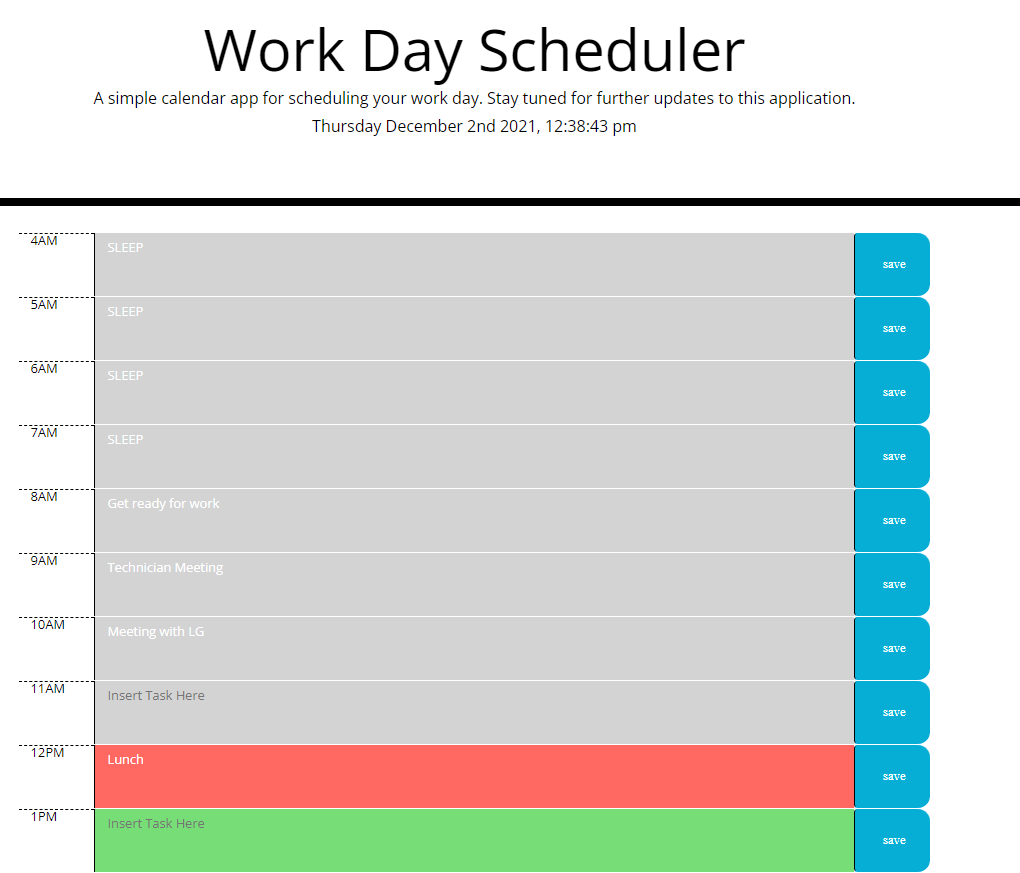 Work Day Scheduler
A simple calendar app for scheduling your work day. Stay tuned for further updates to this application.
Thursday December 2nd 2021, 12:38:43 pm
4AM SLEEP save
5AM SLEEP save
6AM SLEEP save
7AM SLEEP save
8AM Get ready for work save
9AM Technician Meeting save
10AM Meeting with LG save
11AM Insert Task Here save
12PM Lunch save
1PM Insert Task Here save